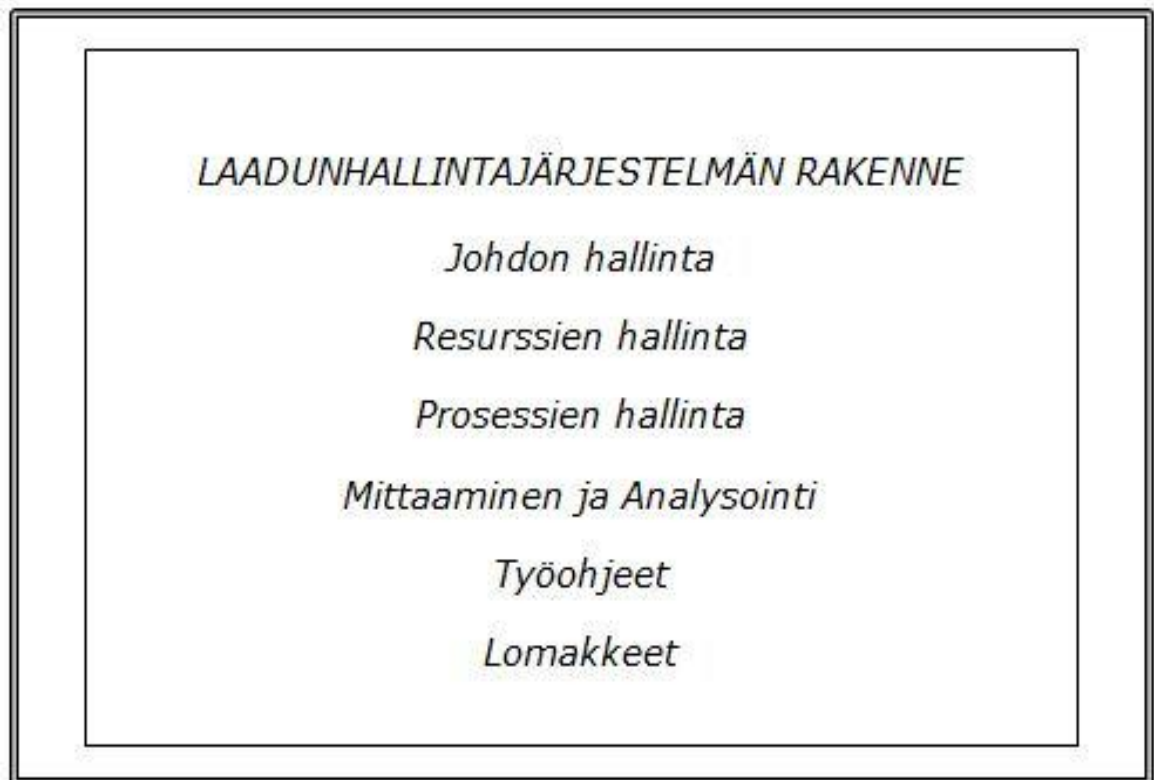 LAADUNHALLINTAJÄRJESTELMÄN RAKENNE
Johdon hallinta
Resurssien hallinta
Prosessien hallinta
Mittaaminen ja Analysointi
Työohjeet
Lomakkeet